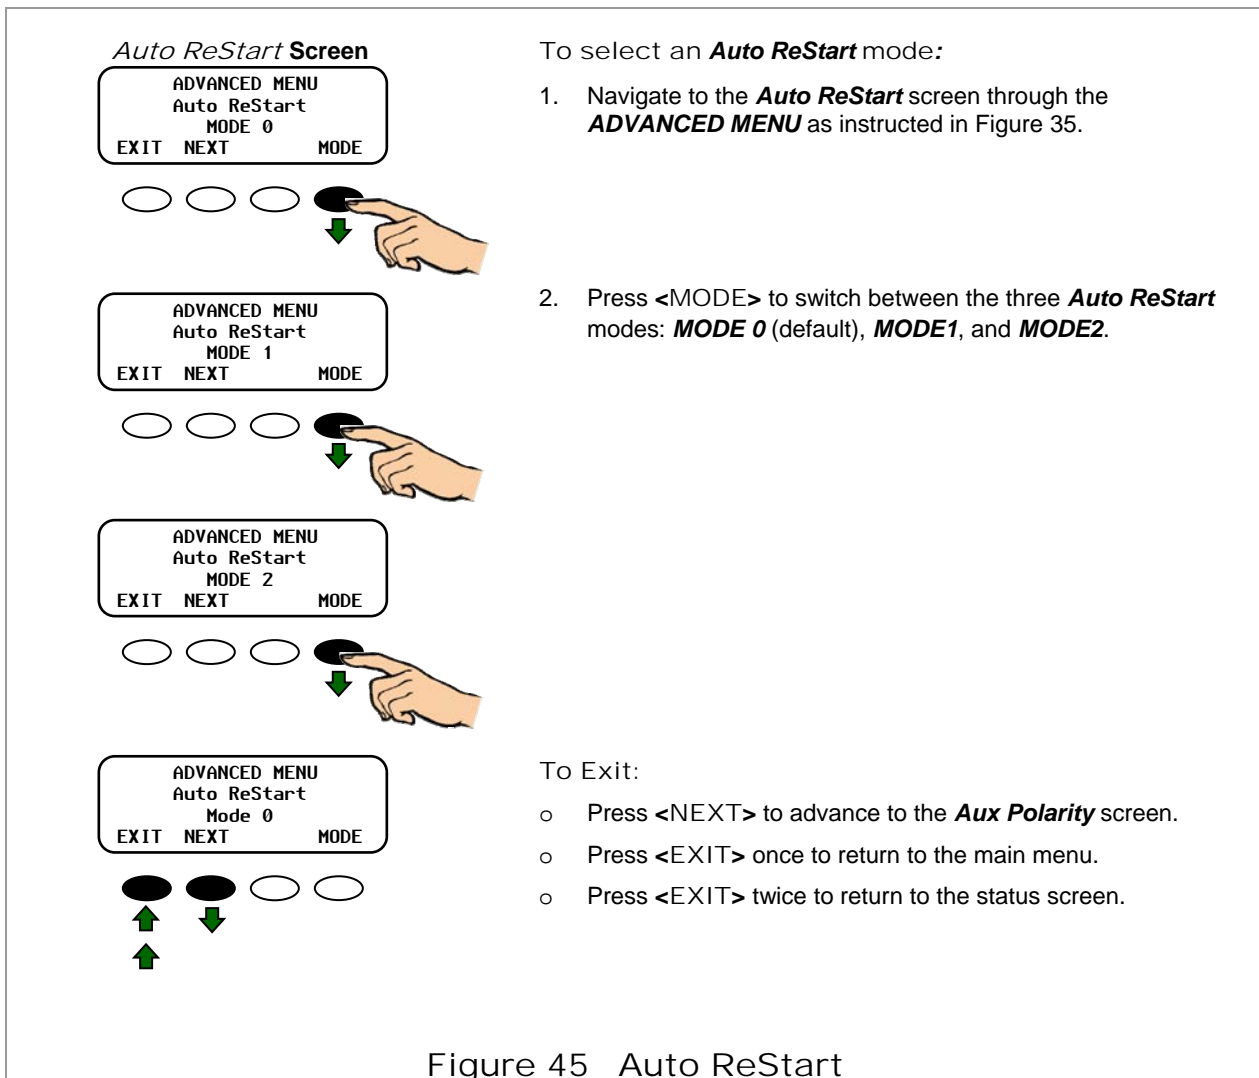 Auto ReStart Screen
ADVANCED MENU
Auto ReStart
MODE 0
EXIT NEXT MODE
To select an Auto ReStart mode:
1. Navigate to the Auto ReStart screen through the
ADVANCED MENU as instructed in Figure 35.
ADVANCED MENU
Auto ReStart
MODE 1
EXIT NEXT MODE
2. Press <MODE> to switch between the three Auto ReStart
modes: MODE 0 (default), MODE1, and MODE2.
ADVANCED MENU
Auto ReStart
MODE 2
EXIT NEXT MODE
ADVANCED MENU
Auto ReStart
Mode 0
EXIT NEXT MODE
To Exit:
o Press <NEXT> to advance to the Aux Polarity screen.
o Press <EXIT> once to return to the main menu.
o Press <EXIT> twice to return to the status screen.
Figure 45 Auto ReStart